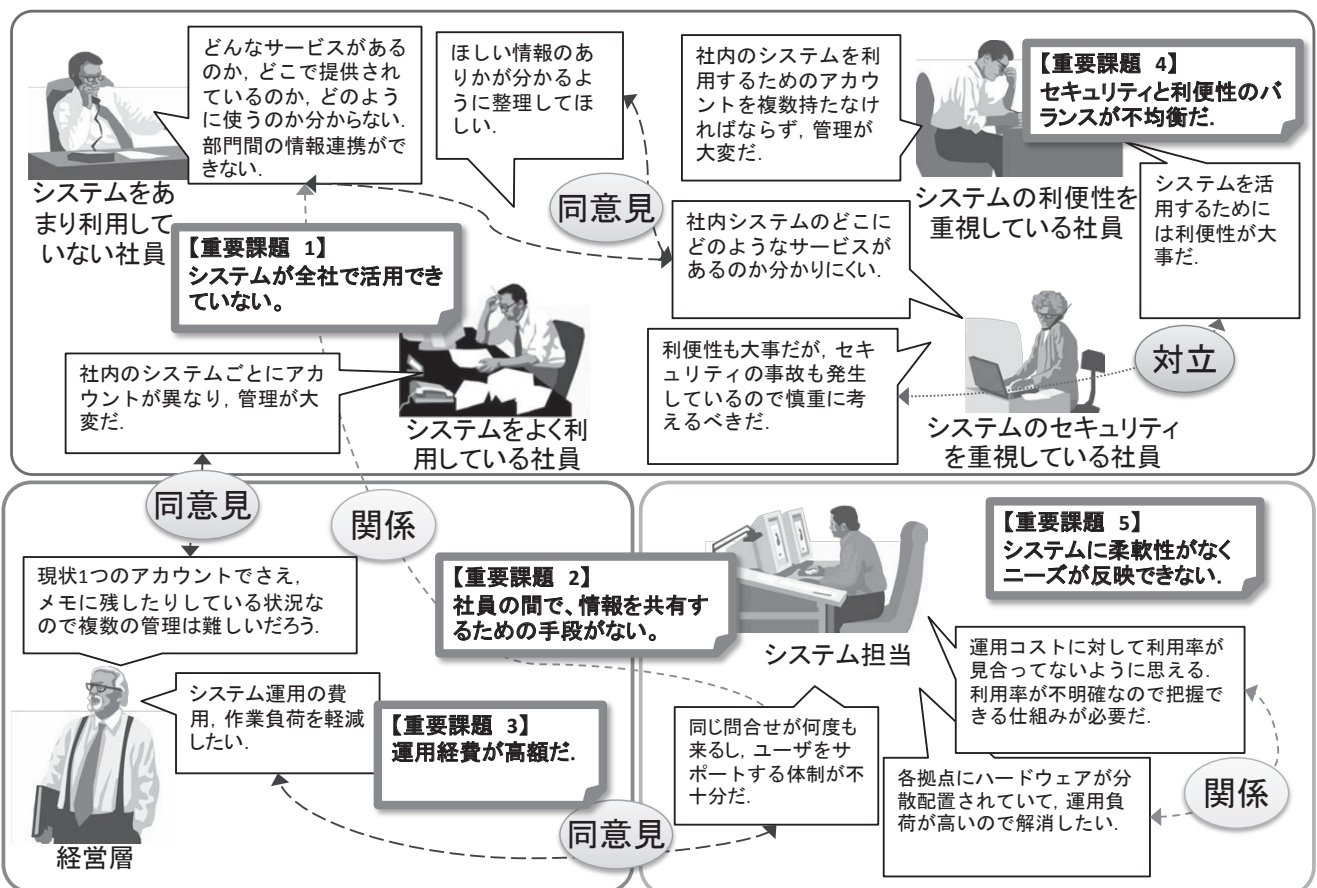 どんなサービスがある
のか，どこで提供され
ているのか，どのよう
に使うのか分からない．
部門間の情報連携がで
きない．
システムをあ
まり利用して
いない社員
ほしい情報のあ
りかが分かるよ
うに整理してほ
しい．
同意見
社内のシステムを利
用するためのアカウ
ントを複数持たなけ
ればならず，管理が
大変だ．
システムの利便性を
重視している社員
【重要課題 4】
セキュリティと利便性のバ
ランスが不均衡だ．
システムを活
用するために
は利便性が大
事だ．
【重要課題 1】
システムが全社で活用でき
ていない。
社内システムのどこに
どのようなサービスが
あるのか分かりにくい．
利便性も大事だが，セキ
ュリティの事故も発生
しているので慎重に考
えるべきだ．
対立
システムのセキュリティ
を重視している社員
社内のシステムごとにアカ
ウントが異なり，管理が大
変だ．
システムをよく利
用している社員
同意見
関係
現状1つのアカウントでさえ，
メモに残したりしている状況な
ので複数の管理は難しいだろう．
【重要課題 2】
社員の間で、情報を共有す
るための手段がない。
システム運用の費
用，作業負荷を軽減
したい．
【重要課題 3】
運用経費が高額だ．
経営層
同意見
システム担当
【重要課題 5】
システムに柔軟性がなく
ニーズが反映できない．
運用コストに対して利用率が
見合ってないように思える．
利用率が不明確なので把握で
きる仕組みが必要だ．
同じ問合せが何度も
来るし，ユーザをサ
ポートする体制が不
十分だ．
各拠点にハードウェアが分
散配置されていて，運用負
荷が高いので解消したい．
関係